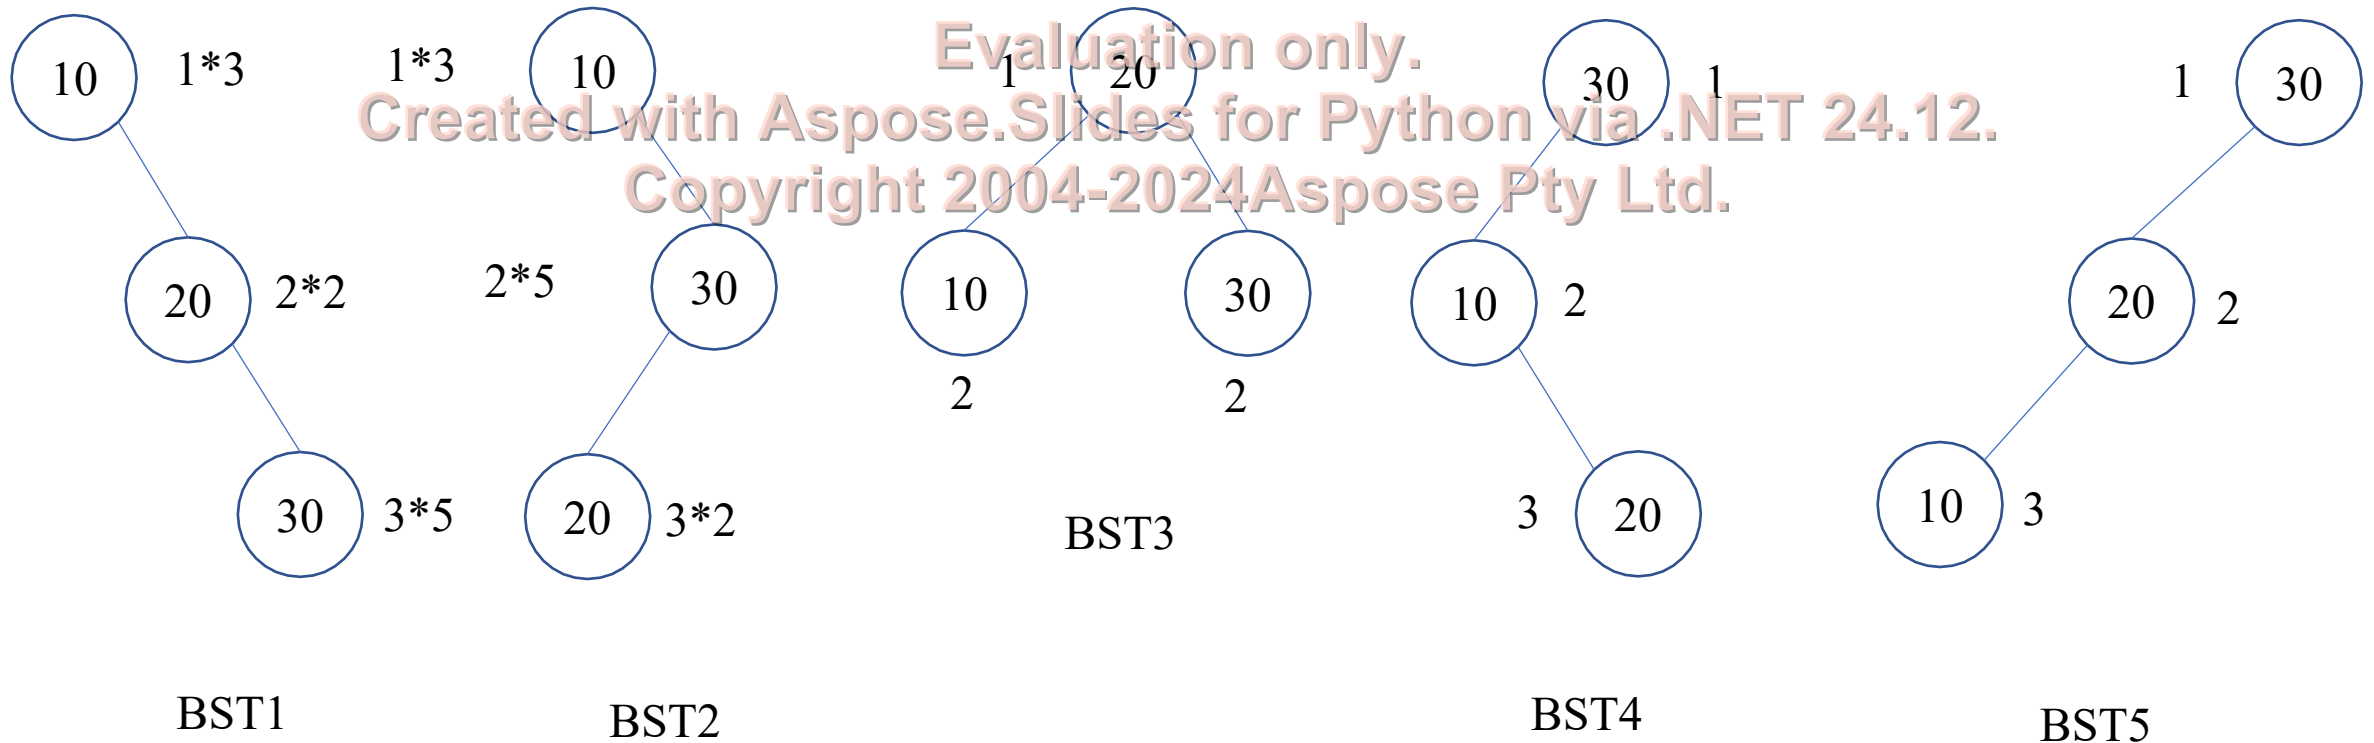 Evaluation only.
Created with Aspose.Slides for Python via .NET 24.12.
Copyright 2004-2024Aspose Pty Ltd.
10 1*3
20 2*2
30 3*5
BST1
1*3 10
2*5 30
20 3*2
BST2
1 20
10 30
2 2
BST3
30 1
10 2
3 20
BST4
1 30
20 2
10 3
BST5